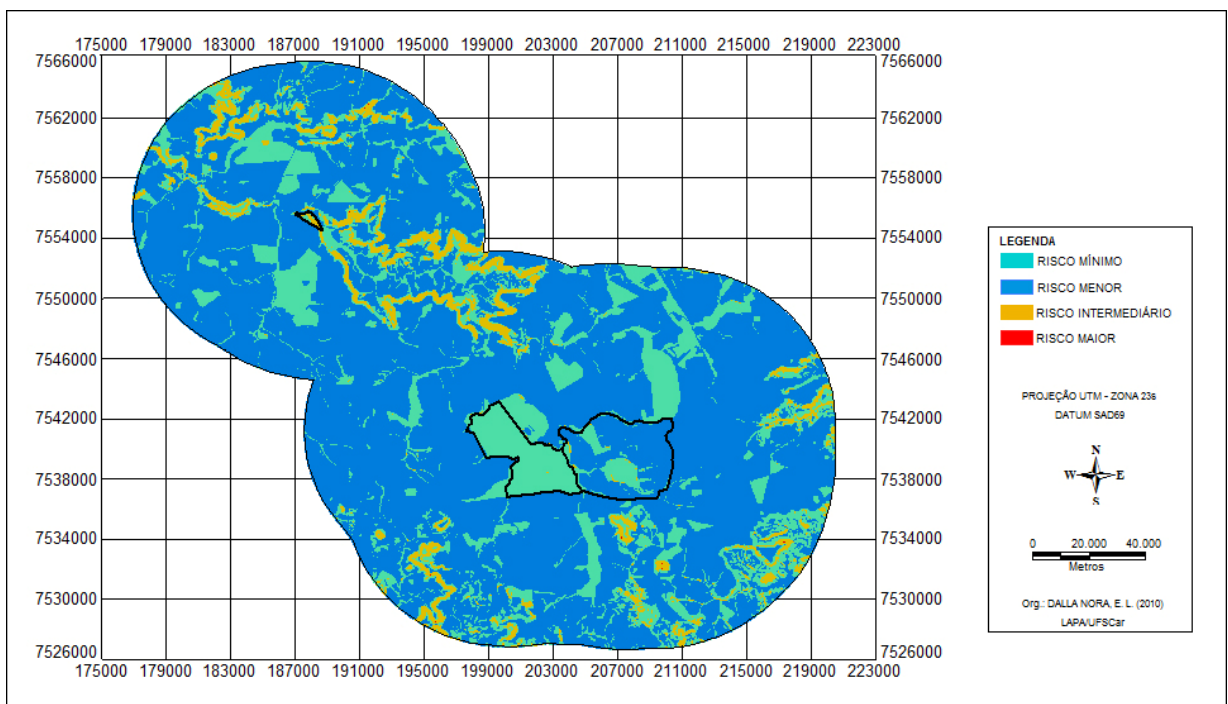 175000 179000 183000 187000 191000 195000 199000 203000 207000 211000 215000 219000 223000
7566000 7566000
7562000 7562000
7558000 7558000
7554000 7554000
7550000 7550000
7546000 7546000
7542000 7542000
7538000 7538000
7534000 7534000
7530000 7530000
7526000 7526000
175000 179000 183000 187000 191000 195000 199000 203000 207000 211000 215000 219000 223000
LEGENDA
RISCO MÍNIMO
RISCO MENOR
RISCO INTERMEDIÁRIO
RISCO MAIOR
PROJEÇÃO UTM - ZONA 23s
DATUM SAD69
N
W E
S
0 20.000 40.000
Metros
Org.: DALLA NORA, E. L. (2010)
LAPA/UFSCar